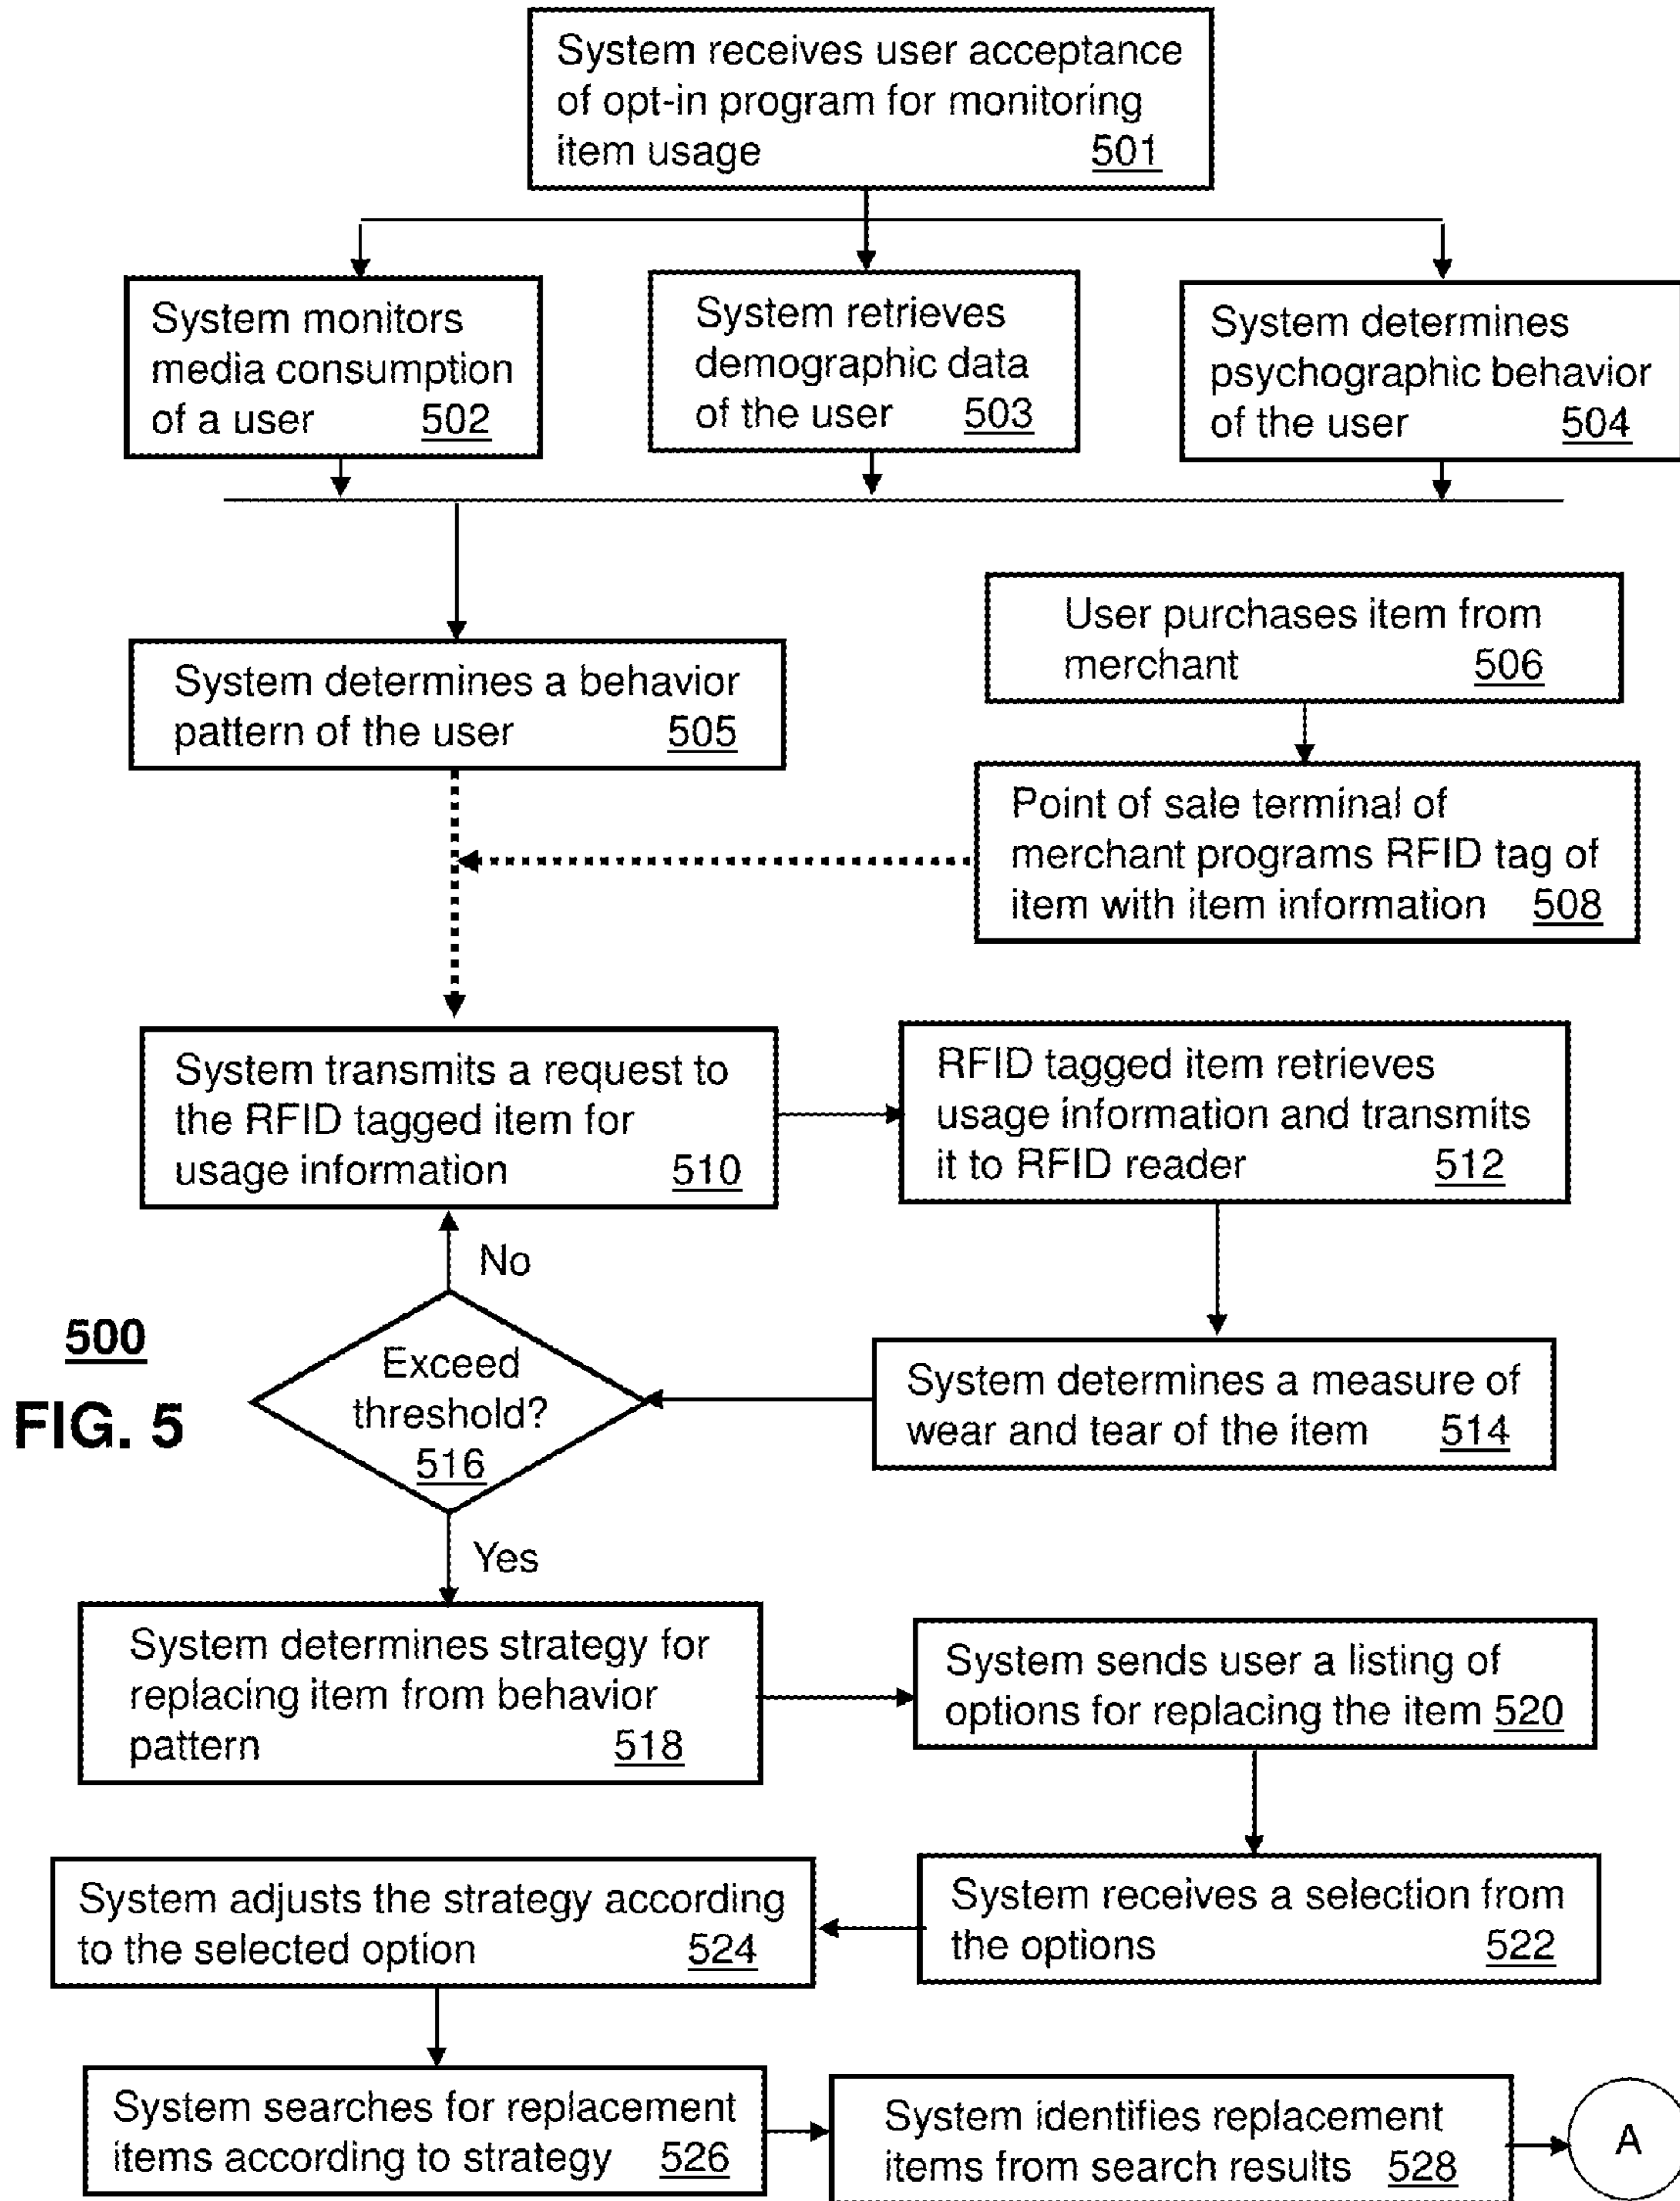 System receives user acceptance
of opt-in program for monitoring
item usage 501
System monitors
media consumption
of a user 502
System retrieves
demographic data
of the user 503
System determines
psychographic behavior
of the user 504
User purchases item from
merchant 506
System determines a behavior
pattern of the user 505
Point of sale terminal of
merchant programs RFID tag of
item with item information 508
System transmits a request to
the RFID tagged item for
usage information 510
RFID tagged item retrieves
usage information and transmits
it to RFID reader 512
No
500
FIG. 5
Exceed
threshold?
516
System determines a measure of
wear and tear of the item 514
Yes
System determines strategy for
replacing item from behavior
pattern 518
System sends user a listing of
options for replacing the item 520
System adjusts the strategy according
to the selected option 524
System receives a selection from
the options 522
System searches for replacement
items according to strategy 526
System identifies replacement
items from search results 528
A